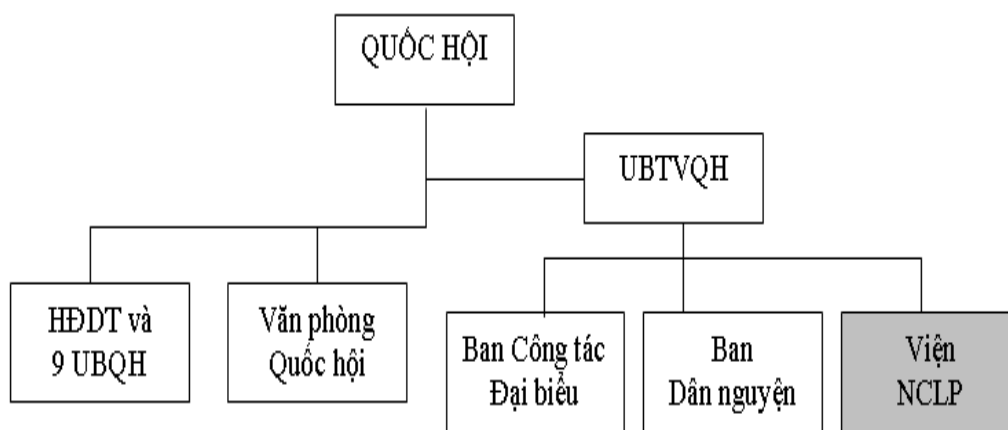 QUỐC HỘI
UBTVQH
HĐDT và
9 UBQH
Văn phòng
Quốc hội
Ban Công tác
Đại biểu
Ban
Dân nguyện
Viện
NCLP